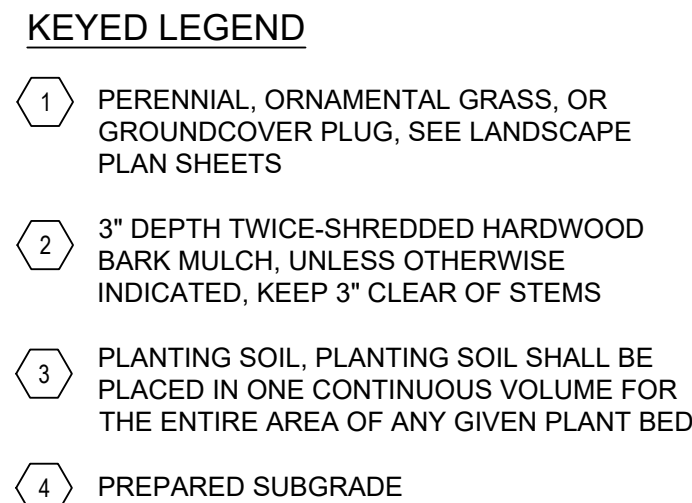 KEYED LEGEND
1 PERENNIAL, ORNAMENTAL GRASS, OR
GROUNDCOVER PLUG, SEE LANDSCAPE
PLAN SHEETS
2 3" DEPTH TWICE-SHREDDED HARDWOOD
BARK MULCH, UNLESS OTHERWISE
INDICATED, KEEP 3" CLEAR OF STEMS
3 PLANTING SOIL, PLANTING SOIL SHALL BE
PLACED IN ONE CONTINUOUS VOLUME FOR
THE ENTIRE AREA OF ANY GIVEN PLANT BED
4 PREPARED SUBGRADE